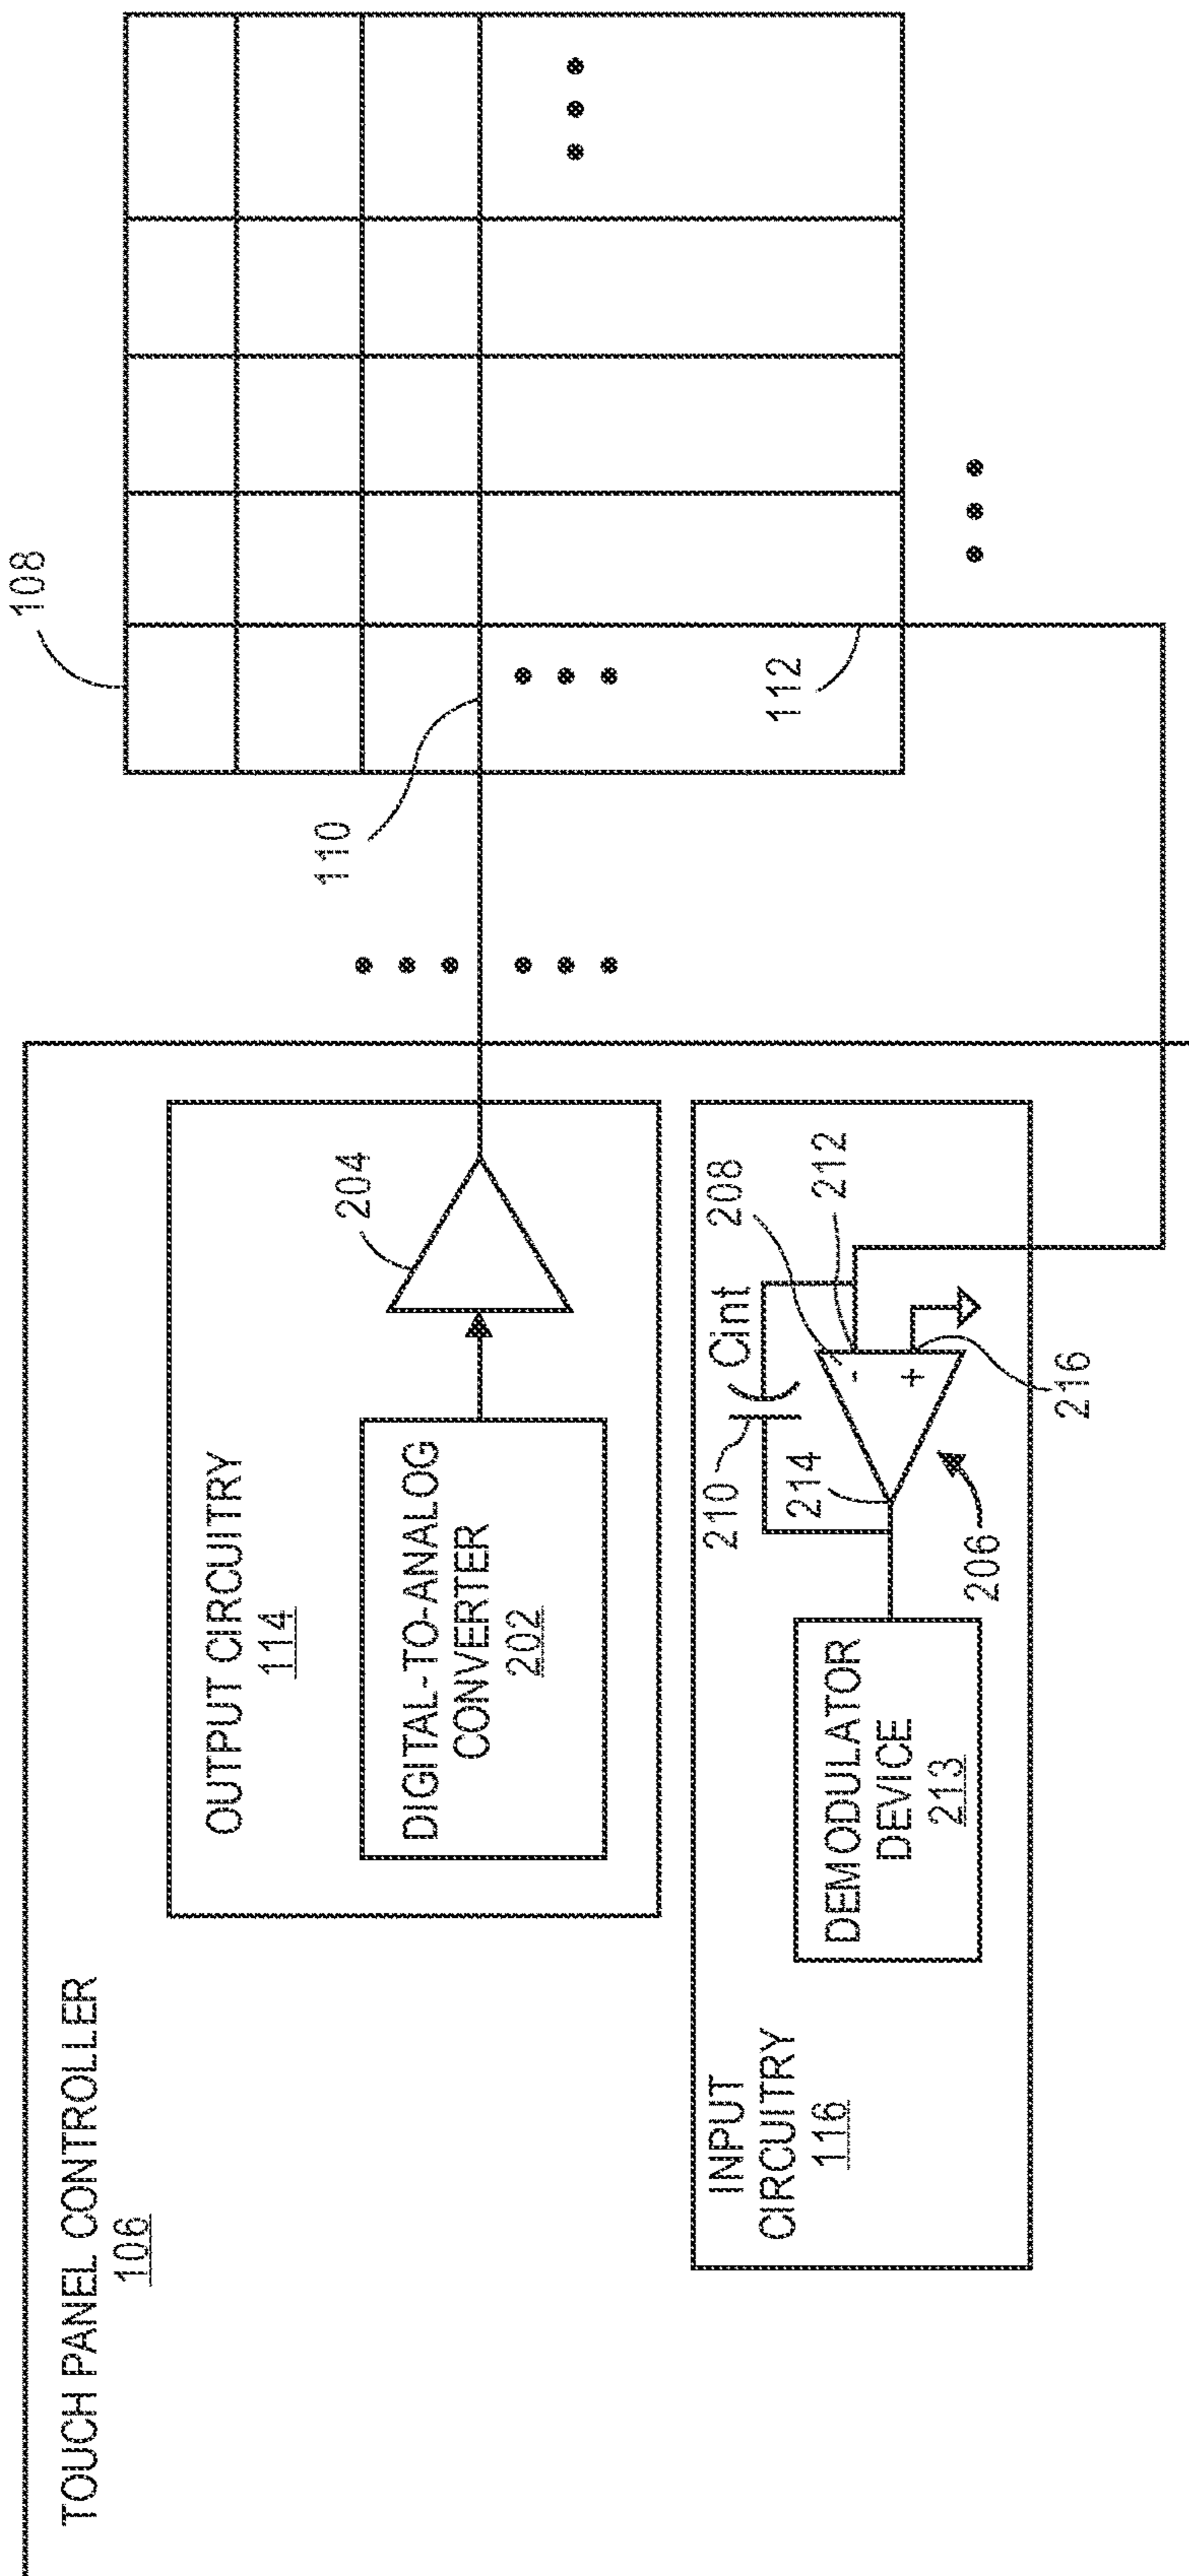 TOUCH PANEL CONTROLLER
106
OUTPUT CIRCUITRY
114
DIGITAL-TO-ANALOG
CONVERTER
202
204
110
108
INPUT
CIRCUITRY
116
DEMODULATOR
DEVICE
213
210
Cint
214
208
212
-
+
206
216
112